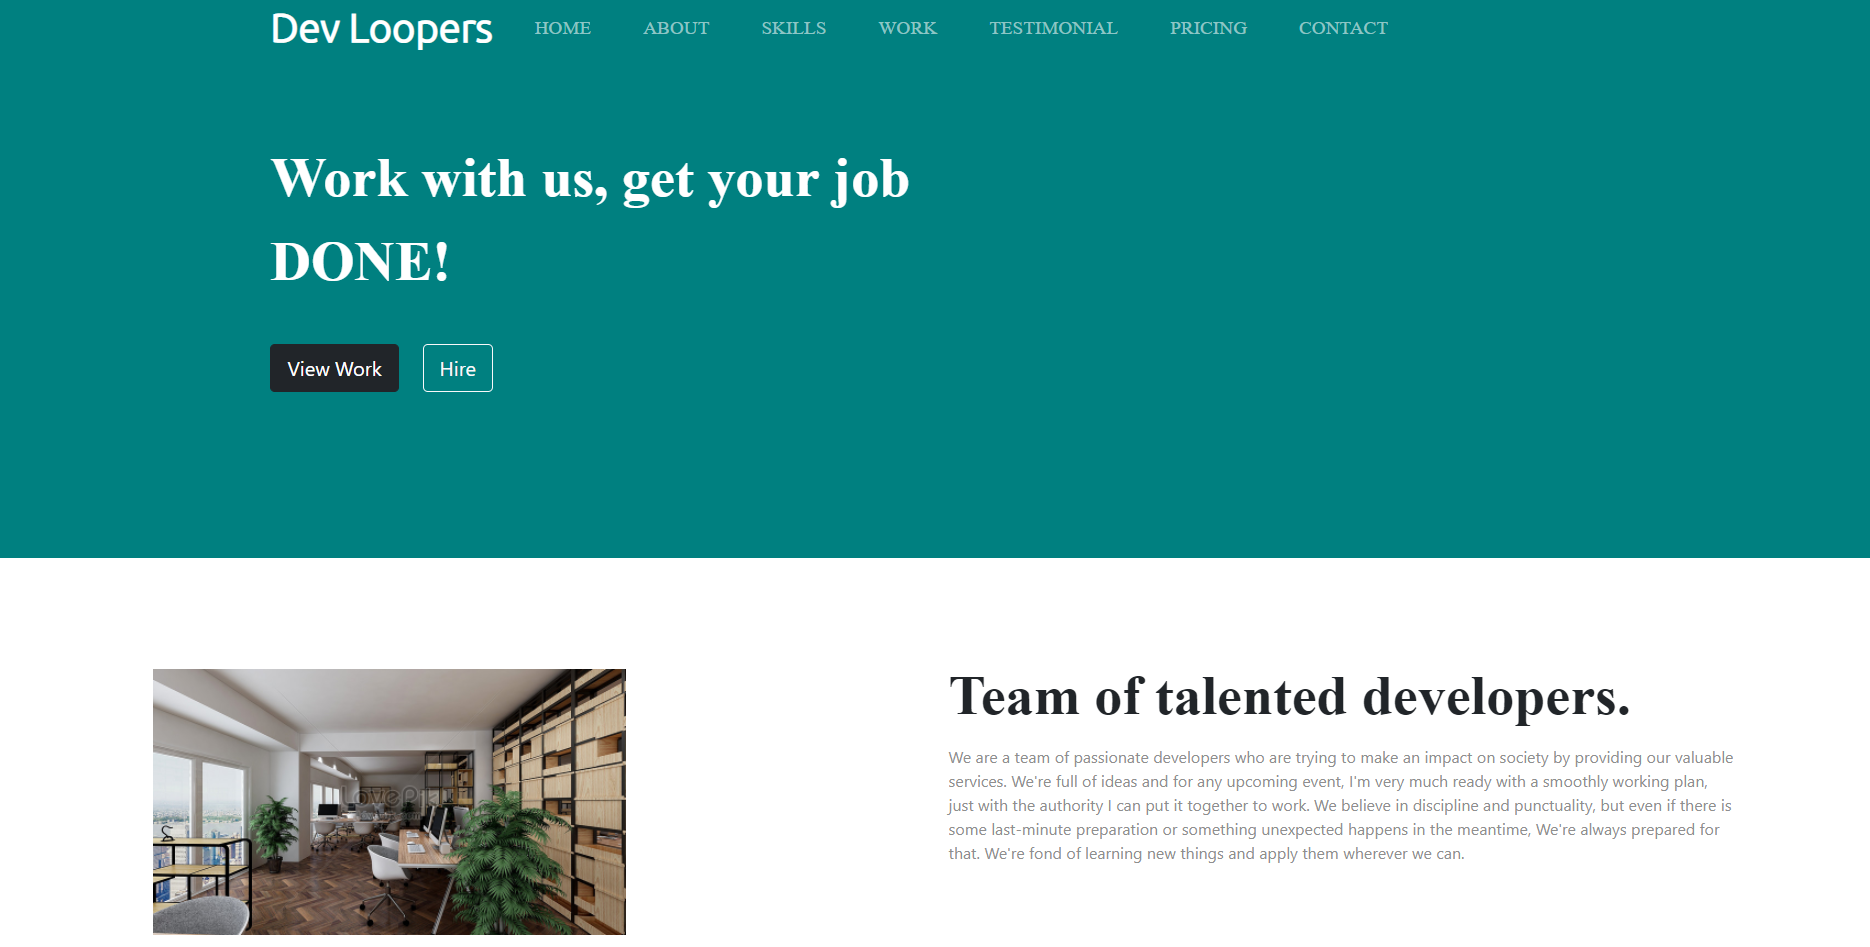 Dev Loopers HOME ABOUT SKILLS WORK TESTIMONIAL PRICING CONTACT
Work with us, get your job
DONE!
View Work Hire
Team of talented developers.
We are a team of passionate developers who are trying to make an impact on society by providing our valuable
services. We're full of ideas and for any upcoming event, I'm very much ready with a smoothly working plan,
just with the authority I can put it together to work. We believe in discipline and punctuality, but even if there is
some last-minute preparation or something unexpected happens in the meantime, We're always prepared for
that. We're fond of learning new things and apply them wherever we can.